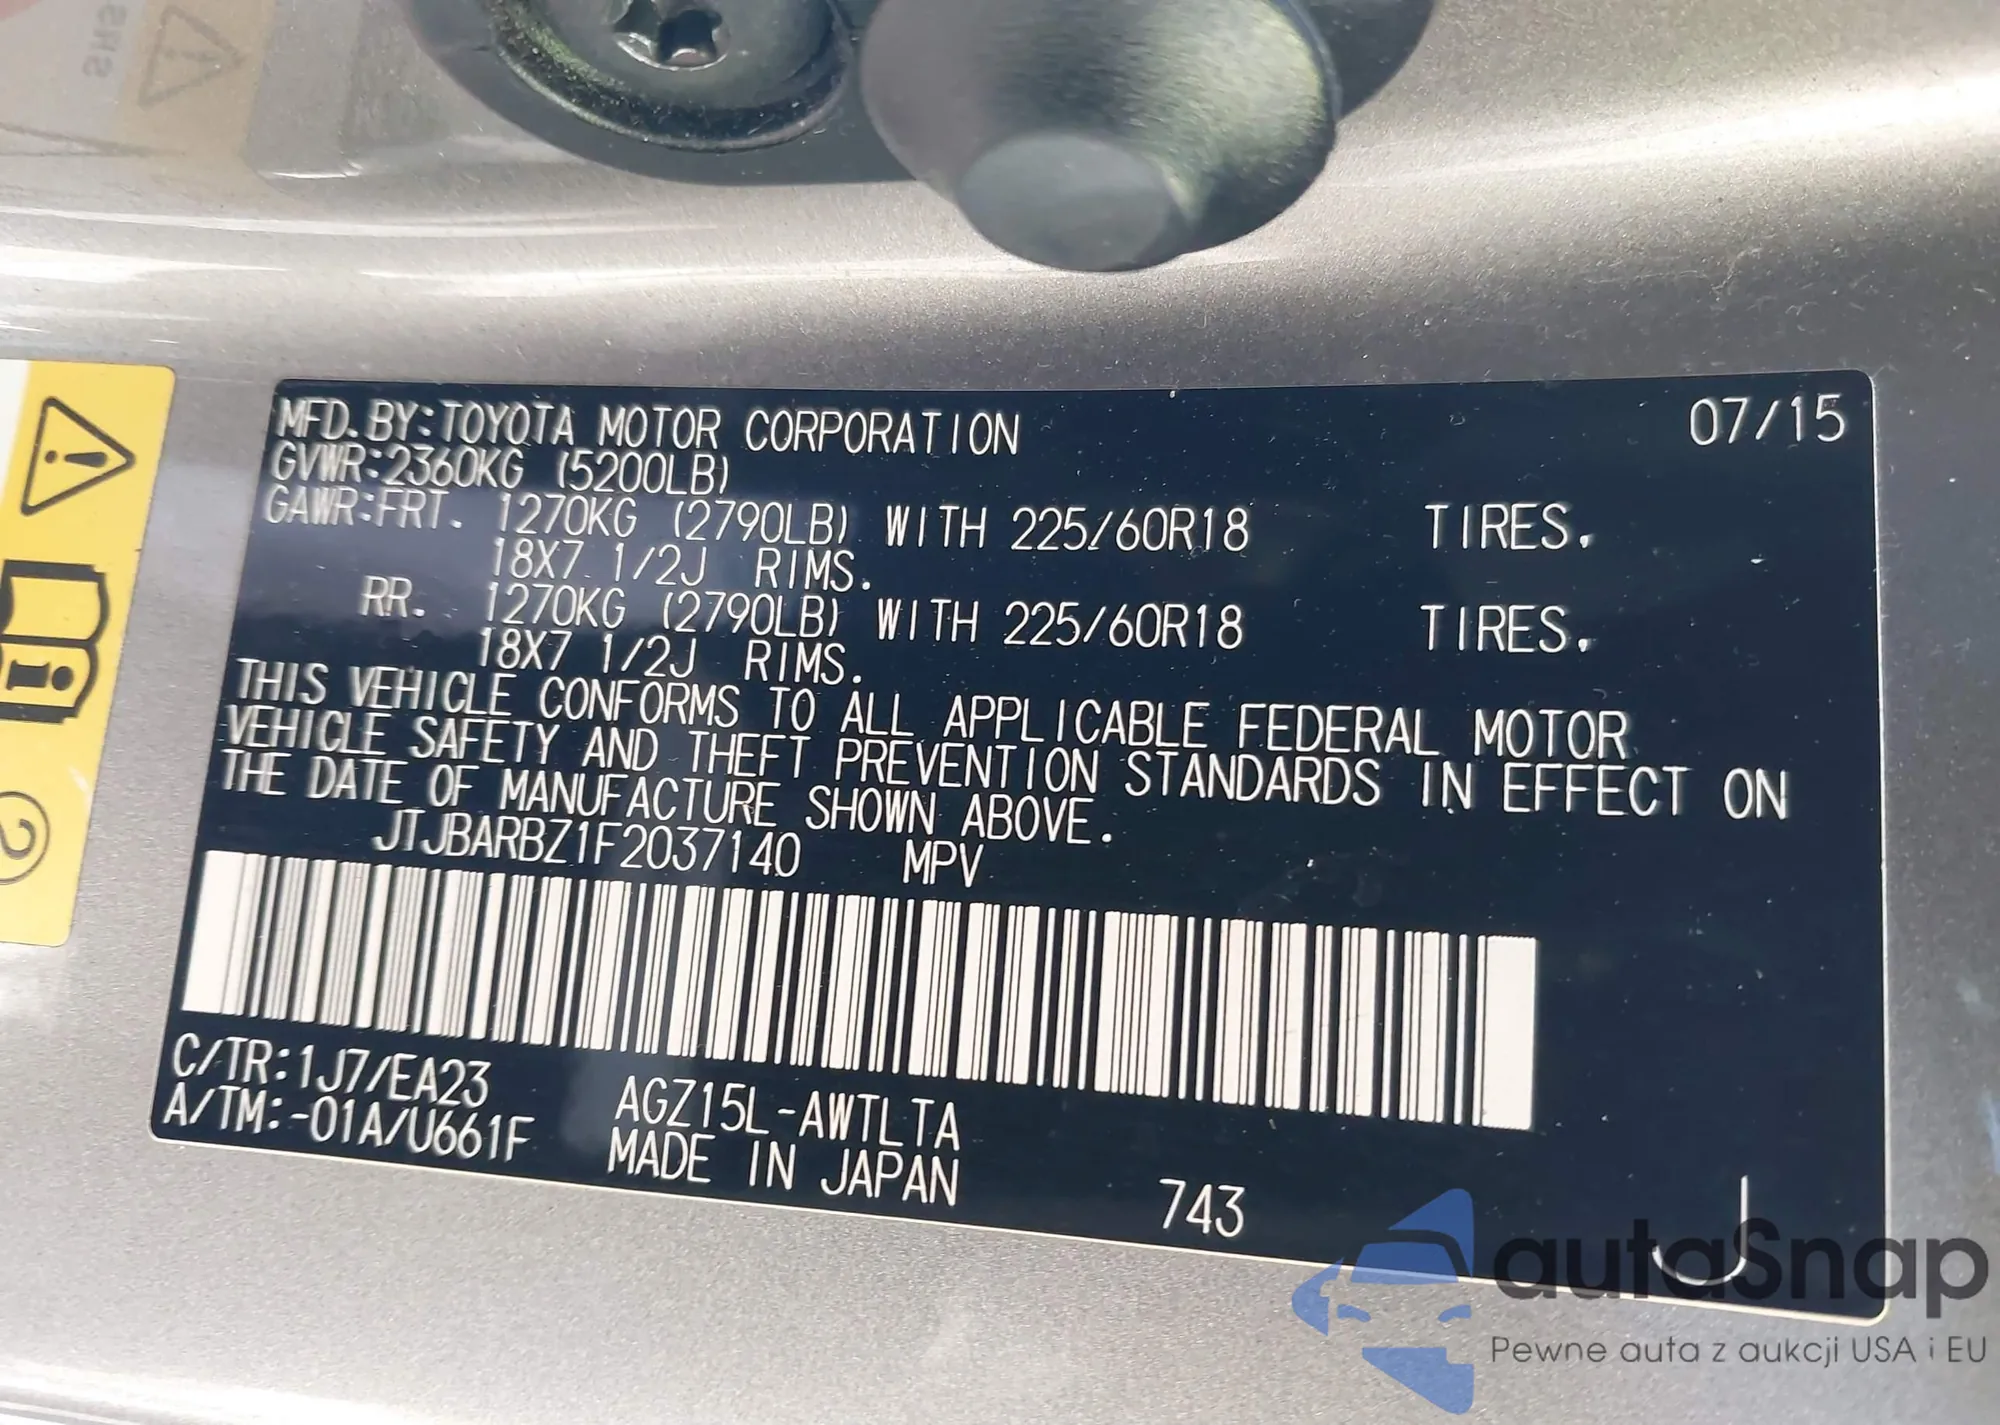 MFD.BY:TOYOTA MOTOR CORPORATION 07/15
GVWR:2360KG (5200LB)
GAWR:FRT. 1270KG (2790LB) WITH 225/60R18 TIRES.
18X7 1/2J RIMS.
RR. 1270KG (2790LB) WITH 225/60R18 TIRES.
18X7 1/2J RIMS.
THIS VEHICLE CONFORMS TO ALL APPLICABLE FEDERAL MOTOR
VEHICLE SAFETY AND THEFT PREVENTION STANDARDS IN EFFECT ON
THE DATE OF MANUFACTURE SHOWN ABOVE.
JTJBARBZ1F2037140 MPV
C/TR:1J7/EA23 AGZ15L-AWTLTA
A/TM:-01A/U661F MADE IN JAPAN 743
J
2
autaSnap
Pewne auta z aukcji USA i EU